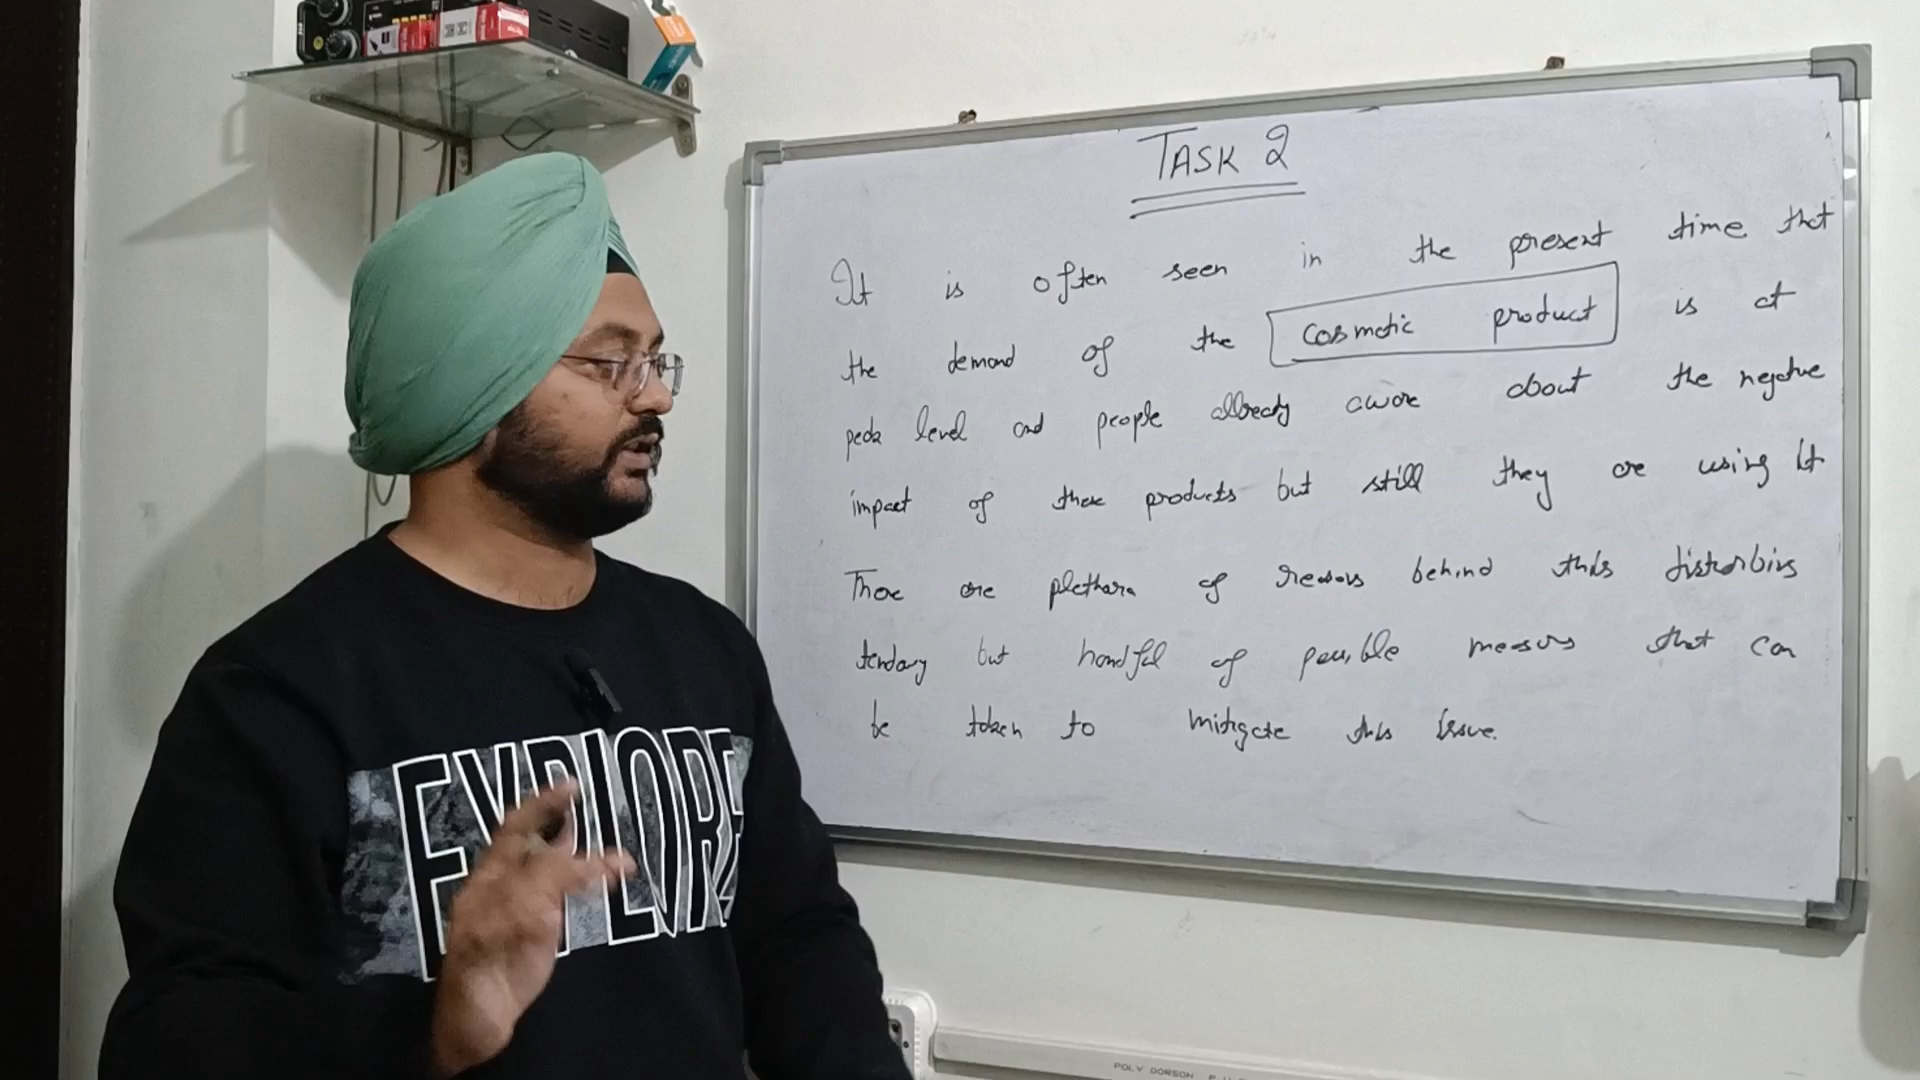 TASK 2
It is often seen in the present time that
the demand of the cosmetic product is at
peak level and people already aware about the negative
impact of these products but still they are using it
There are plethora of reasons behind this disturbing
tendancy but handful of possible measures that can
be taken to mitigate this issue.
EXPLORE
POLY DORSON P